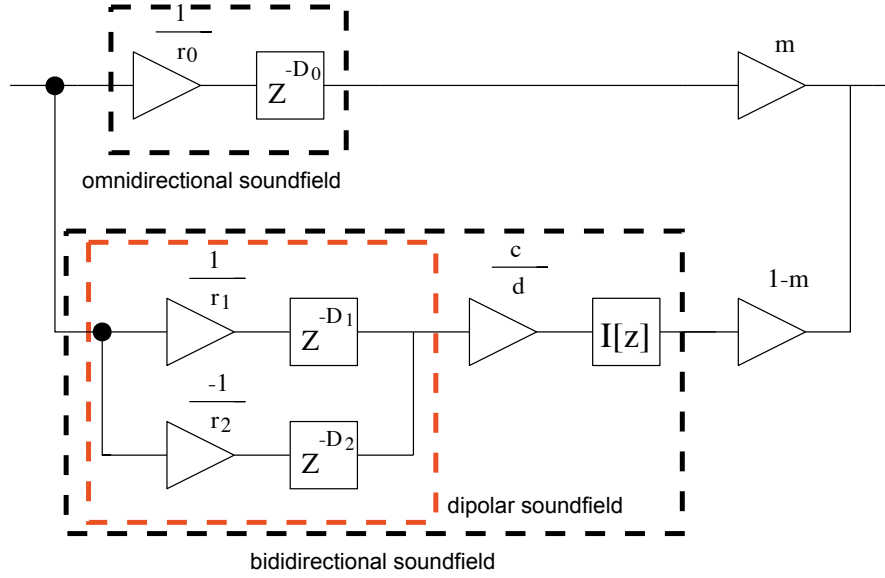 1
r0
Z-D0
m
omnidirectional soundfield
1
r1
Z-D1
c
d
I[z]
1-m
-1
r2
Z-D2
dipolar soundfield
bididirectional soundfield